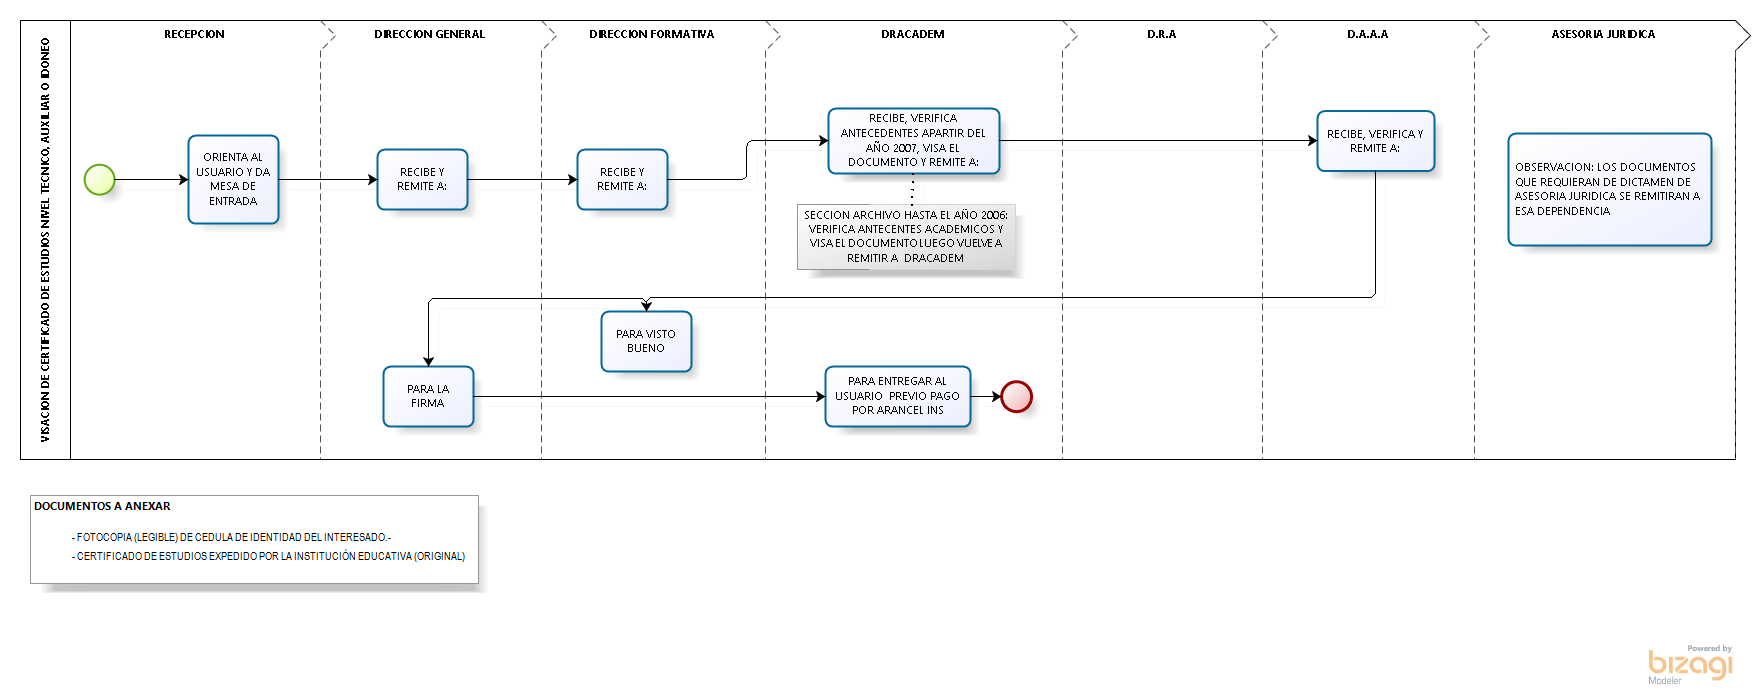 VISACION DE CERTIFICADO DE ESTUDIOS NIVEL TECNICO, AUXILIAR O IDONEO
RECEPCION
DIRECCION GENERAL
DIRECCION FORMATIVA
DRACADEM
D.R.A
D.A.A.A
ASESORIA JURIDICA
ORIENTA AL
USUARIO Y DA
MESA DE
ENTRADA
RECIBE Y
REMITE A:
RECIBE Y
REMITE A:
RECIBE, VERIFICA
ANTECEDENTES APARTIR DEL
AÑO 2007, VISA EL
DOCUMENTO Y REMITE A:
SECCION ARCHIVO HASTA EL AÑO 2006:
VERIFICA ANTECENTES ACADEMICOS Y
VISA EL DOCUMENTO LUEGO VUELVE A
REMITIR A DRACADEM
RECIBE, VERIFICA Y
REMITE A:
OBSERVACION: LOS DOCUMENTOS
QUE REQUIERAN DE DICTAMEN DE
ASESORIA JURIDICA SE REMITIRAN A
ESA DEPENDENCIA
PARA VISTO
BUENO
PARA LA
FIRMA
PARA ENTREGAR AL
USUARIO PREVIO PAGO
POR ARANCEL INS
DOCUMENTOS A ANEXAR
- FOTOCOPIA (LEGIBLE) DE CEDULA DE IDENTIDAD DEL INTERESADO.-
- CERTIFICADO DE ESTUDIOS EXPEDIDO POR LA INSTITUCIÓN EDUCATIVA (ORIGINAL)
Powered by
bizagi
Modeler